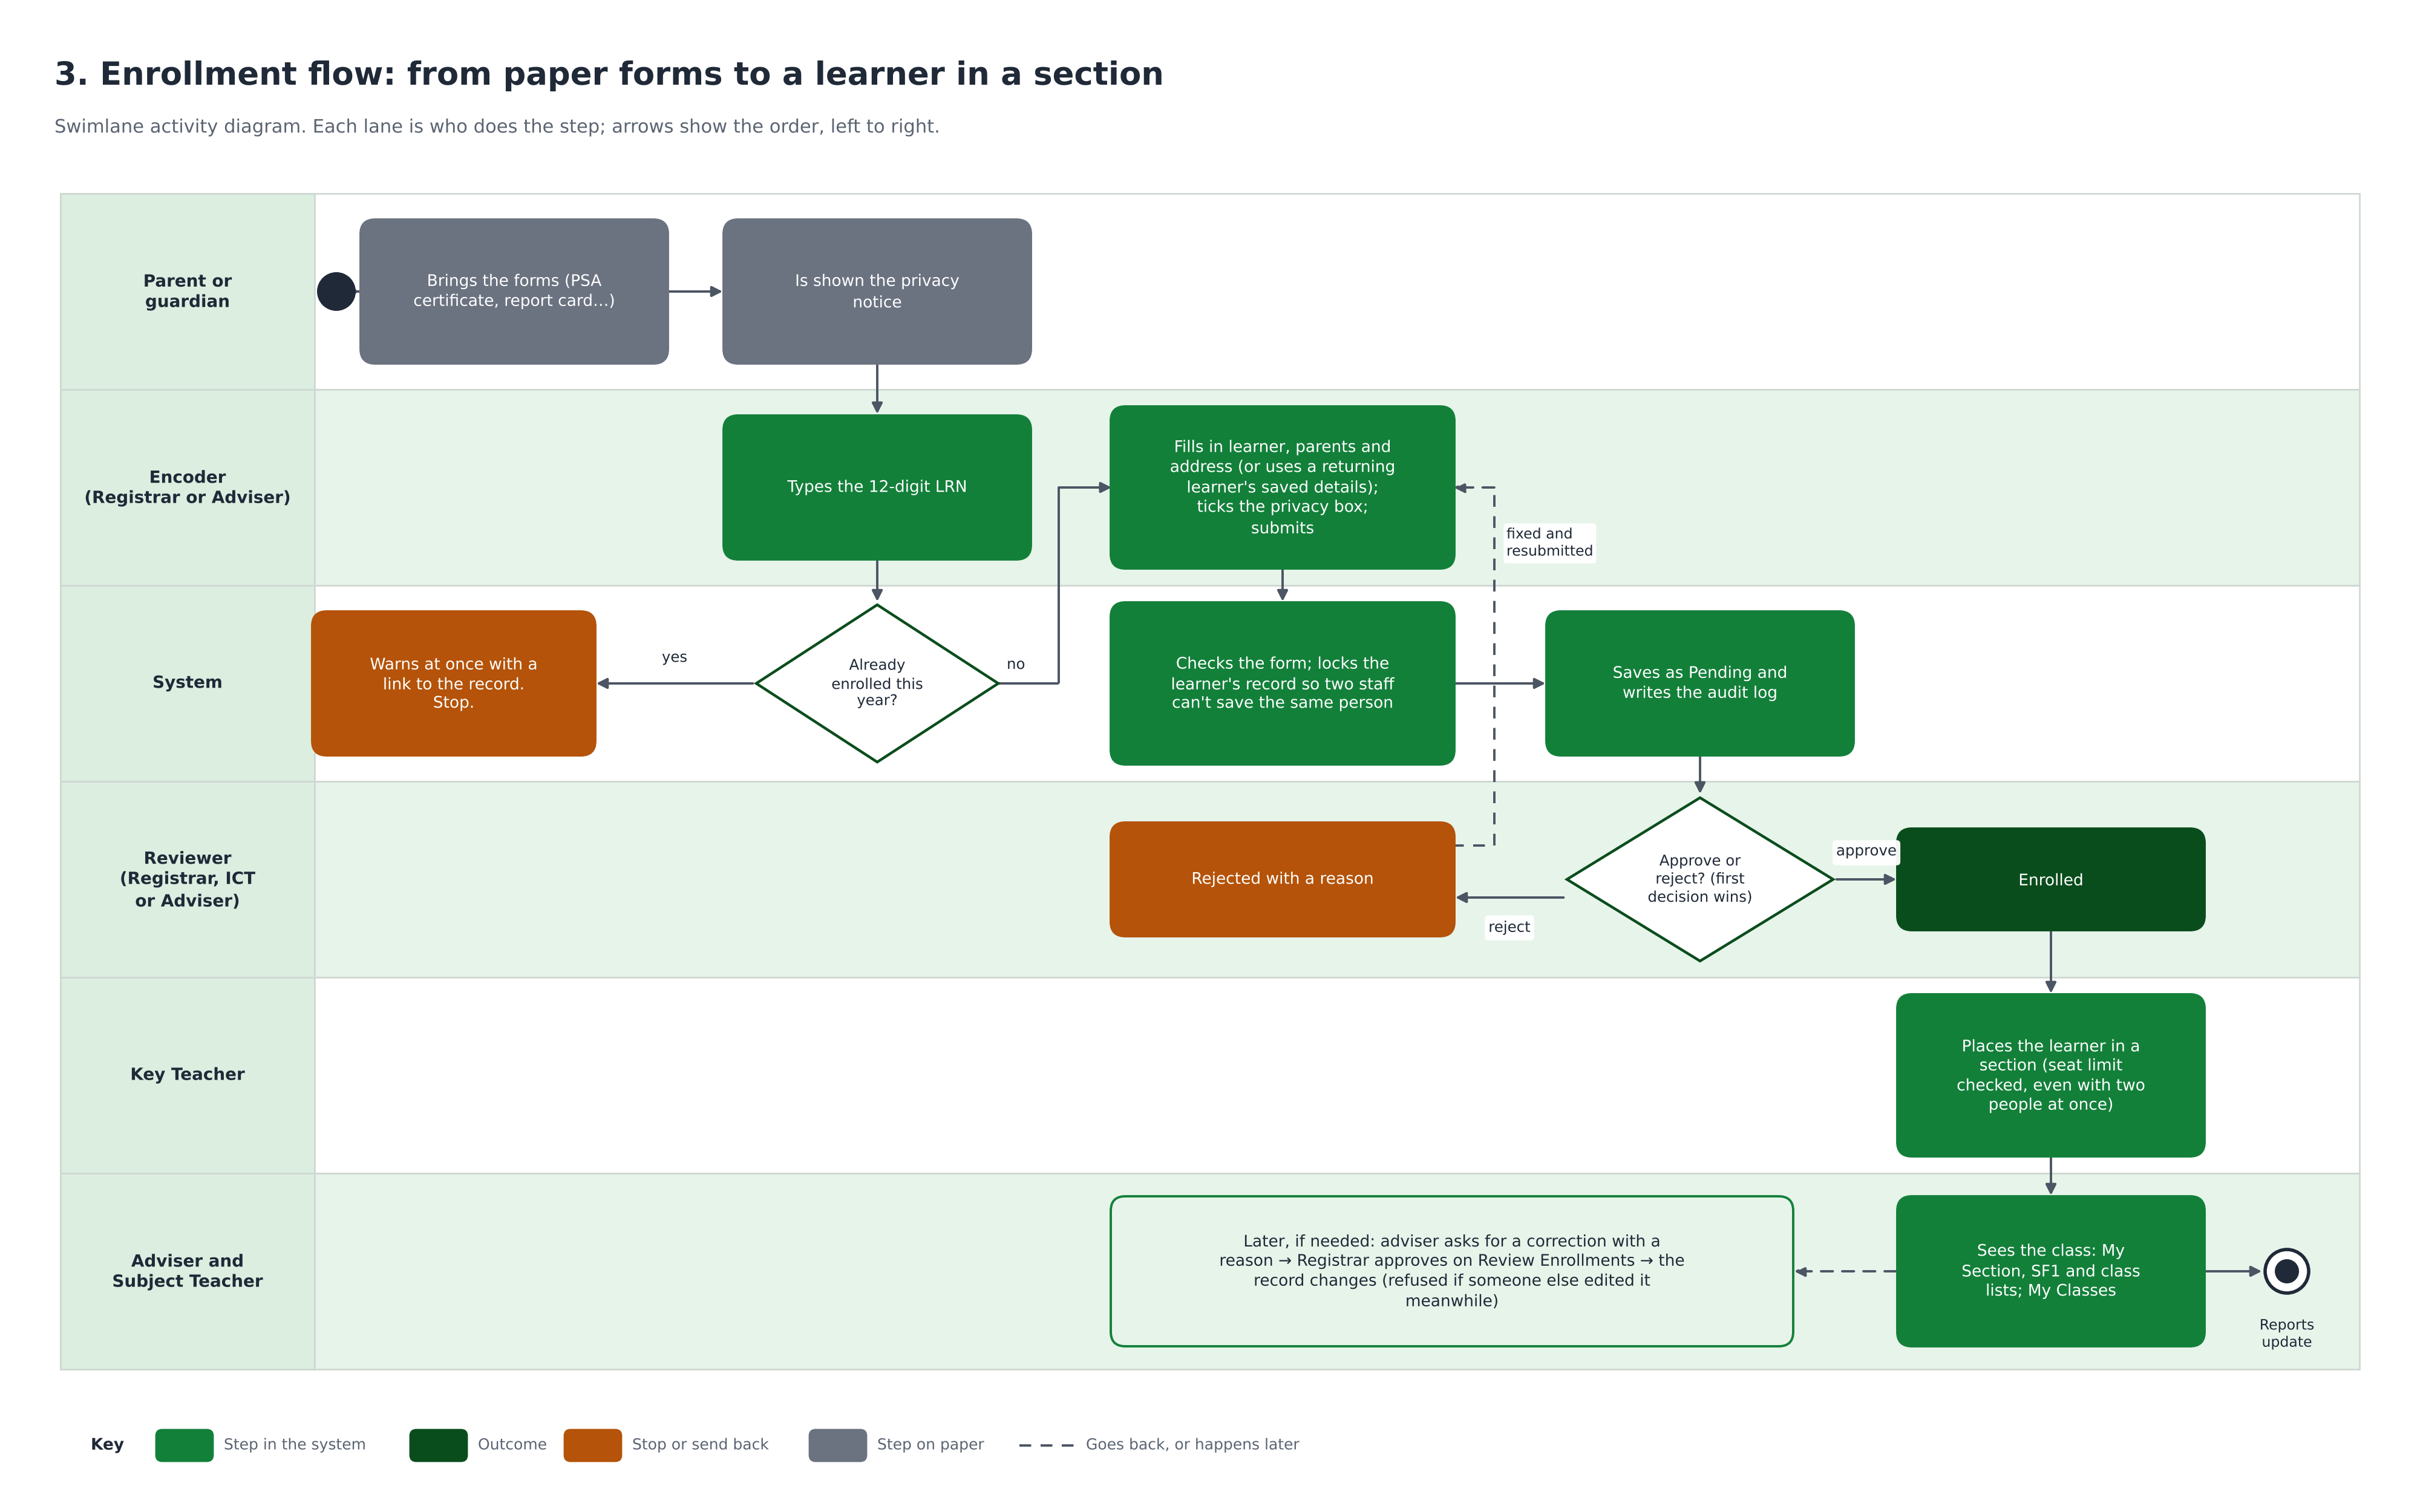 3. Enrollment flow: from paper forms to a learner in a section
Swimlane activity diagram. Each lane is who does the step; arrows show the order, left to right.
Parent or
guardian
Brings the forms (PSA
certificate, report card…)
Is shown the privacy
notice
Encoder
(Registrar or Adviser)
Types the 12-digit LRN
Fills in learner, parents and
address (or uses a returning
learner's saved details);
ticks the privacy box;
submits
fixed and
resubmitted
System
Warns at once with a
link to the record.
Stop.
yes
Already
enrolled this
year?
no
Checks the form; locks the
learner's record so two staff
can't save the same person
Saves as Pending and
writes the audit log
Reviewer
(Registrar, ICT
or Adviser)
Rejected with a reason
reject
Approve or
reject? (first
decision wins)
approve
Enrolled
Key Teacher
Places the learner in a
section (seat limit
checked, even with two
people at once)
Adviser and
Subject Teacher
Later, if needed: adviser asks for a correction with a
reason → Registrar approves on Review Enrollments → the
record changes (refused if someone else edited it
meanwhile)
Sees the class: My
Section, SF1 and class
lists; My Classes
Reports
update
Key
Step in the system
Outcome
Stop or send back
Step on paper
Goes back, or happens later